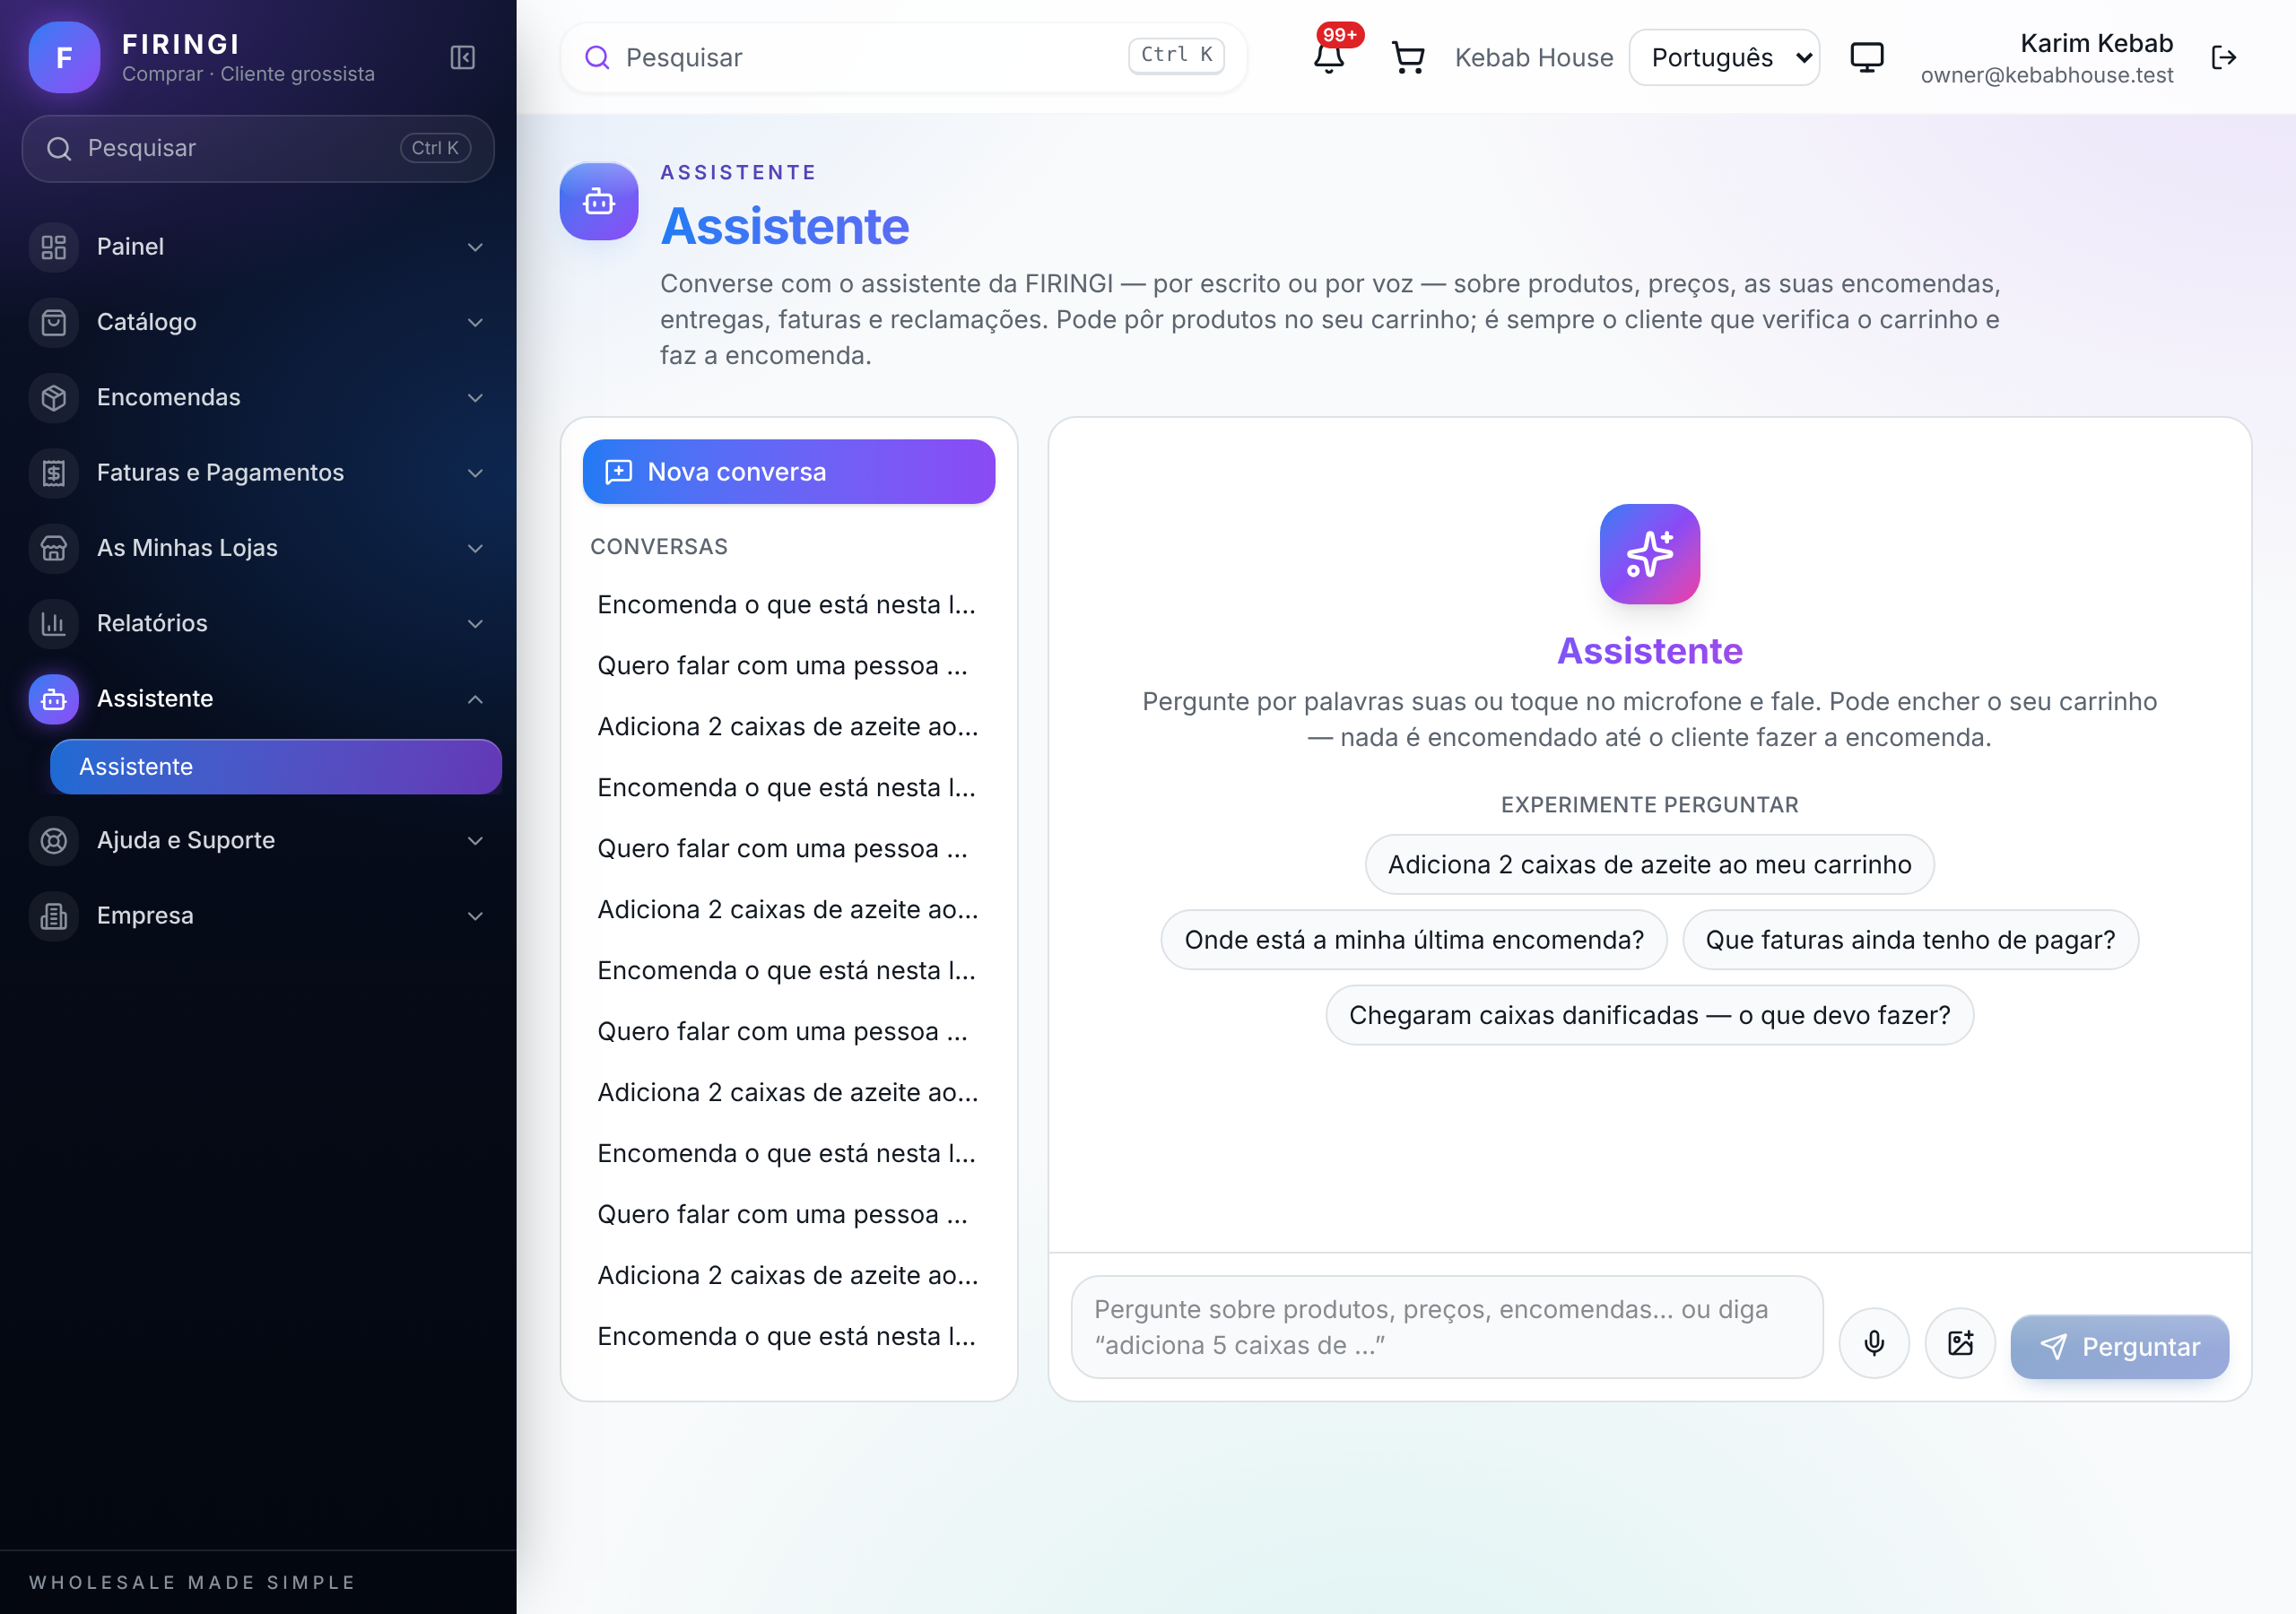 F
FIRINGI
Comprar · Cliente grossista
Pesquisar
Ctrl K
Painel
Catálogo
Encomendas
Faturas e Pagamentos
As Minhas Lojas
Relatórios
Assistente
Assistente
Ajuda e Suporte
Empresa
WHOLESALE MADE SIMPLE
Pesquisar
Ctrl K
99+
Kebab House
Português
Karim Kebab
owner@kebabhouse.test
ASSISTENTE
Assistente
Converse com o assistente da FIRINGI — por escrito ou por voz — sobre produtos, preços, as suas encomendas,
entregas, faturas e reclamações. Pode pôr produtos no seu carrinho; é sempre o cliente que verifica o carrinho e
faz a encomenda.
Nova conversa
CONVERSAS
Encomenda o que está nesta l...
Quero falar com uma pessoa ...
Adiciona 2 caixas de azeite ao...
Encomenda o que está nesta l...
Quero falar com uma pessoa ...
Adiciona 2 caixas de azeite ao...
Encomenda o que está nesta l...
Quero falar com uma pessoa ...
Adiciona 2 caixas de azeite ao...
Encomenda o que está nesta l...
Quero falar com uma pessoa ...
Adiciona 2 caixas de azeite ao...
Encomenda o que está nesta l...
Assistente
Pergunte por palavras suas ou toque no microfone e fale. Pode encher o seu carrinho
— nada é encomendado até o cliente fazer a encomenda.
EXPERIMENTE PERGUNTAR
Adiciona 2 caixas de azeite ao meu carrinho
Onde está a minha última encomenda?
Que faturas ainda tenho de pagar?
Chegaram caixas danificadas — o que devo fazer?
Pergunte sobre produtos, preços, encomendas... ou diga
“adiciona 5 caixas de ...”
Perguntar